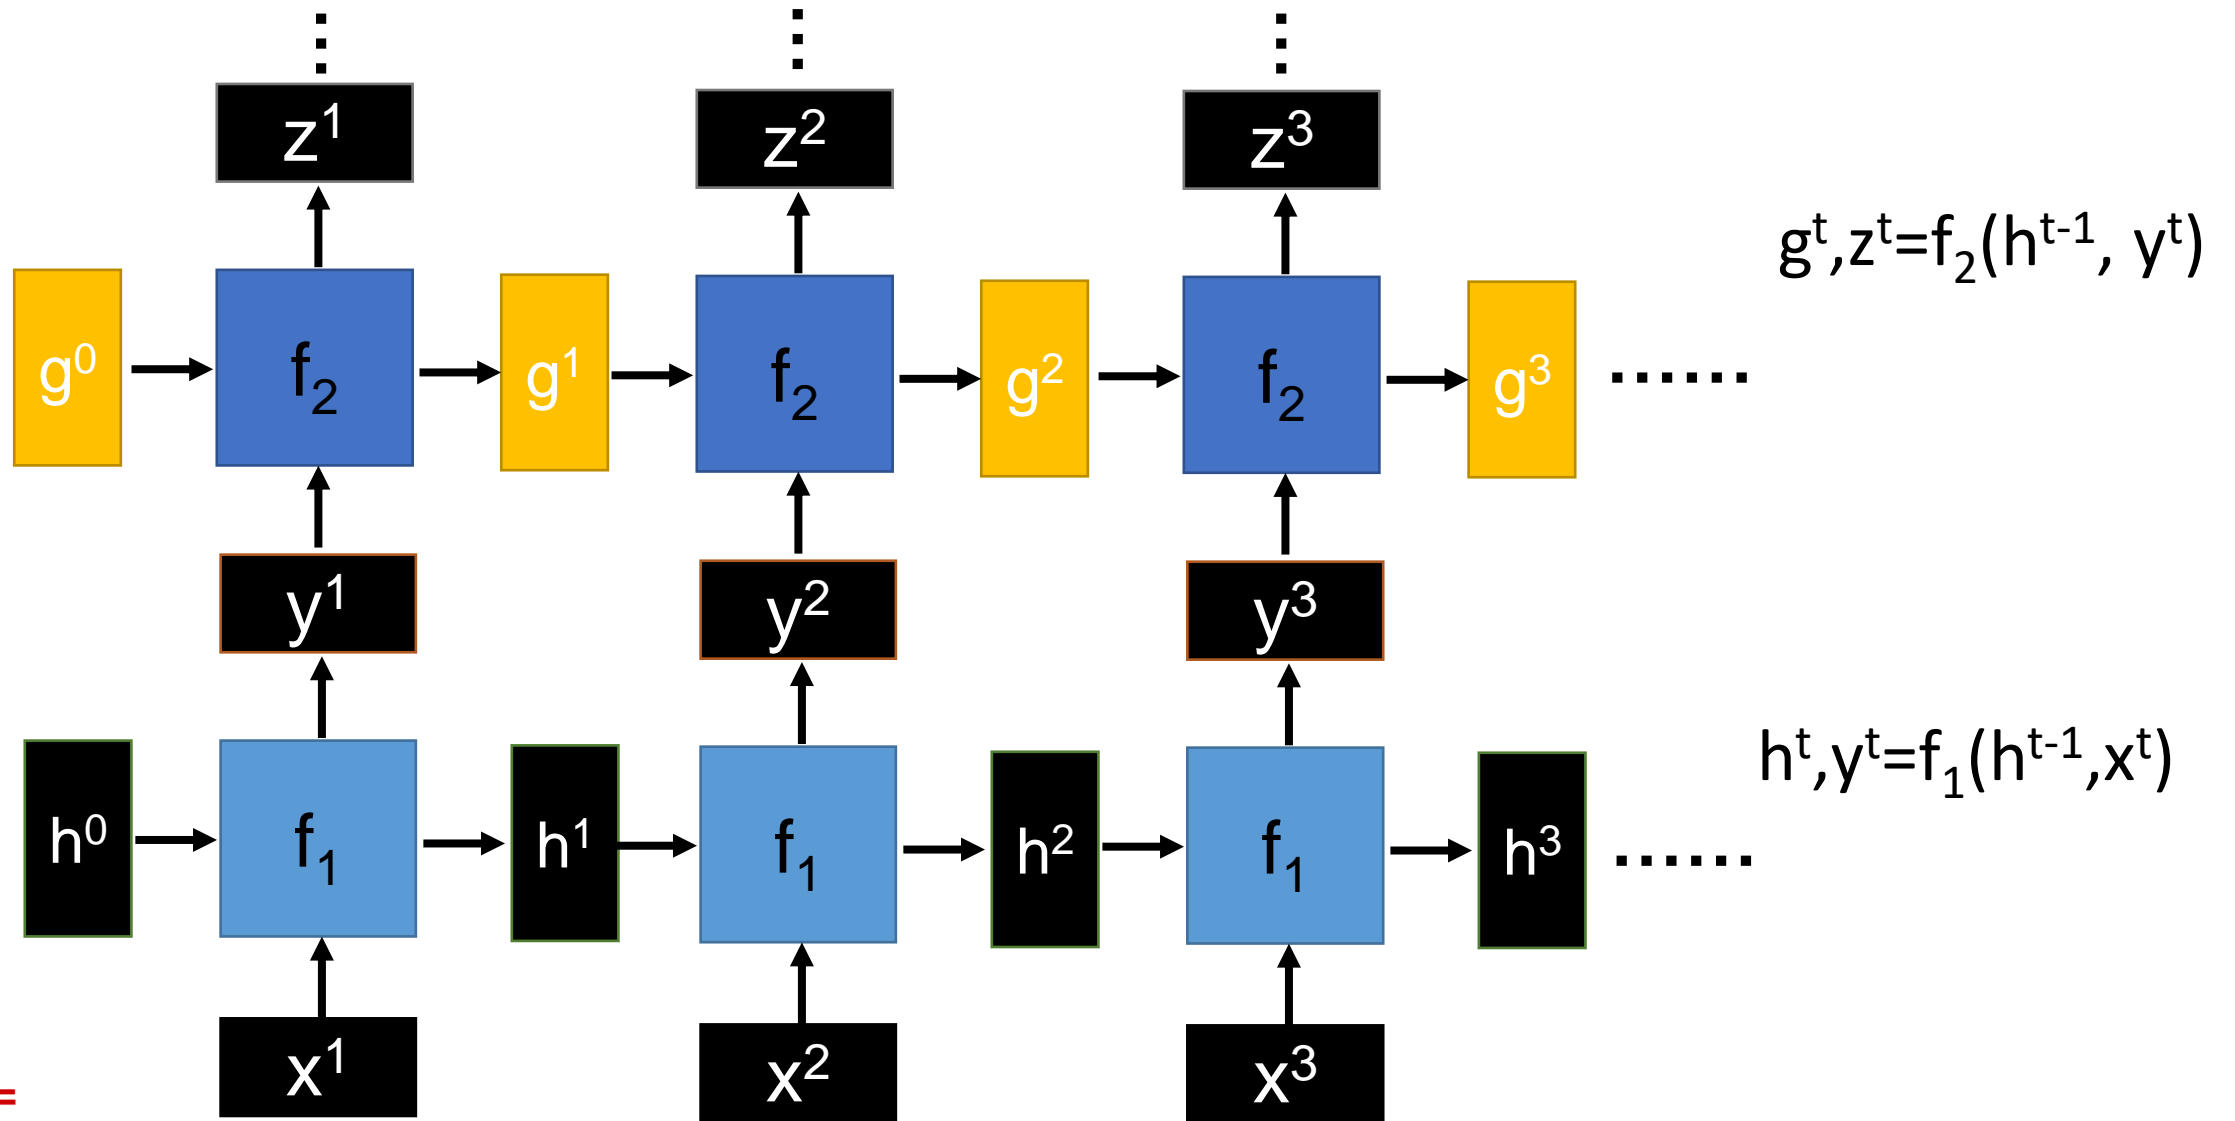 z¹ z² z³
gᵗ,zᵗ=f₂(hᵗ⁻¹, yᵗ)
g⁰ f₂ g¹ f₂ g² f₂ g³ ......
y¹ y² y³
hᵗ,yᵗ=f₁(hᵗ⁻¹,xᵗ)
h⁰ f₁ h¹ f₁ h² f₁ h³ ......
x¹ x² x³
=